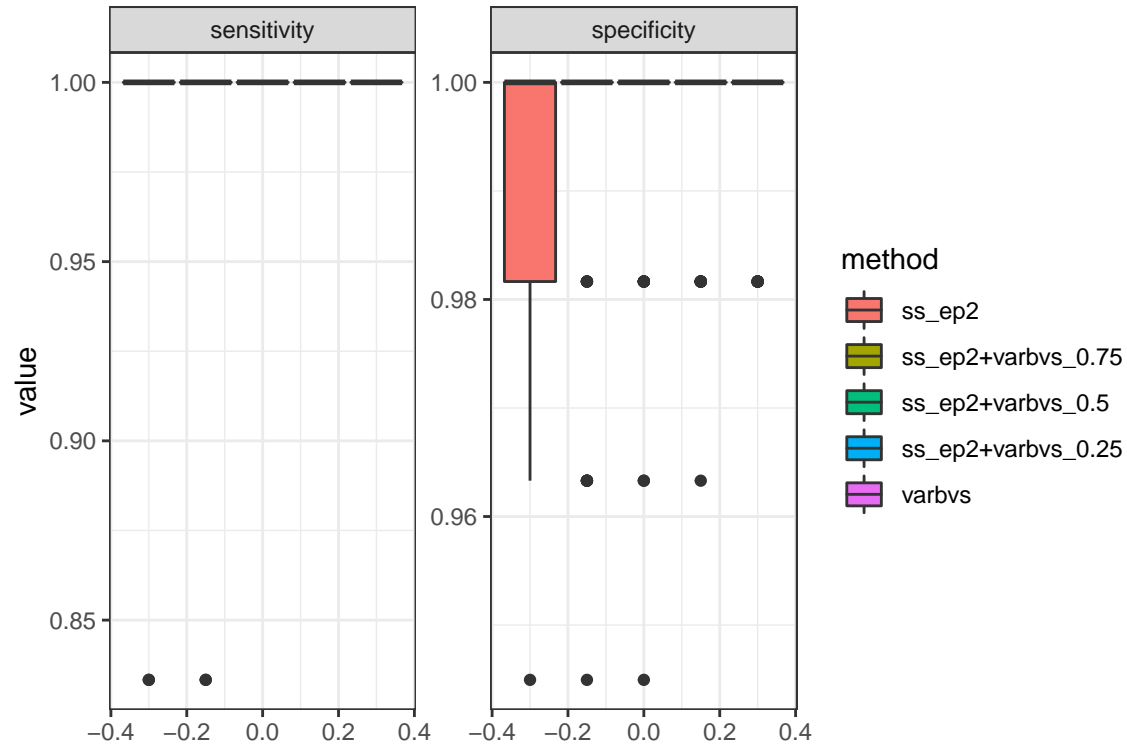 sensitivity
specificity
value
1.00
0.95
0.90
0.85
1.00
0.98
0.96
−0.4 −0.2 0.0 0.2 0.4
−0.4 −0.2 0.0 0.2 0.4
method
ss_ep2
ss_ep2+varbvs_0.75
ss_ep2+varbvs_0.5
ss_ep2+varbvs_0.25
varbvs